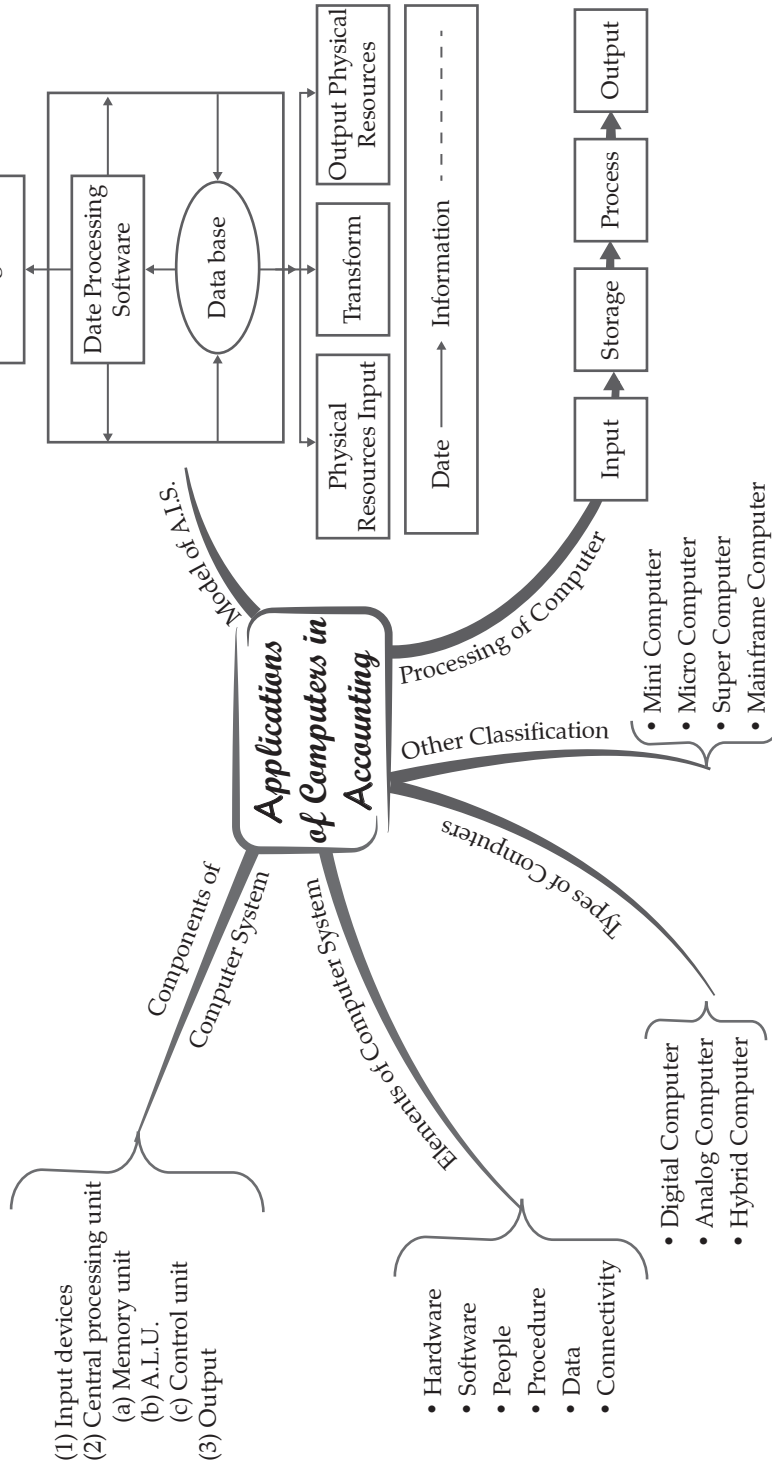 Applications
of Computers in
Accounting
Components of
Computer System
(1) Input devices
(2) Central processing unit
(a) Memory unit
(b) A.L.U.
(c) Control unit
(3) Output
Elements of Computer System
• Hardware
• Software
• People
• Procedure
• Data
• Connectivity
Types of Computers
• Digital Computer
• Analog Computer
• Hybrid Computer
Other Classification
• Mini Computer
• Micro Computer
• Super Computer
• Mainframe Computer
Processing of Computer
Input
Storage
Process
Output
Model of A.I.S.
Date Processing
Software
Data base
Physical
Resources Input
Transform
Output Physical
Resources
Date
Information